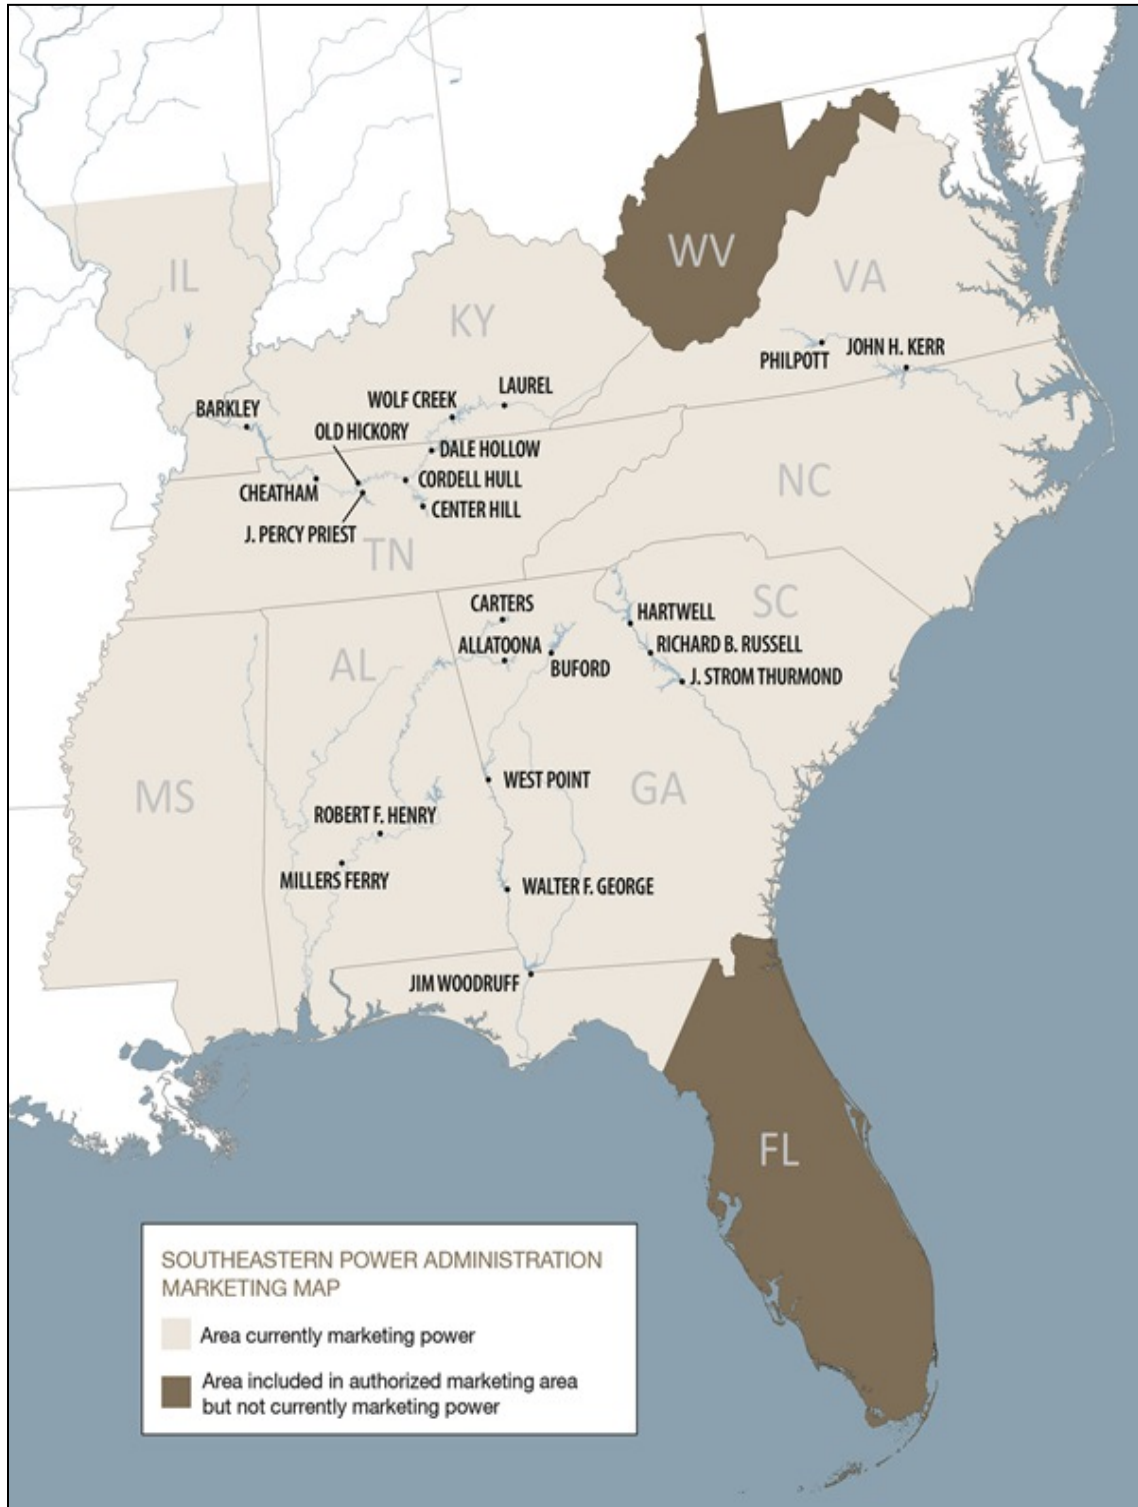 WV
IL
VA
KY
PHILPOTT
JOHN H. KERR
LAUREL
WOLF CREEK
BARKLEY
OLD HICKORY
DALE HOLLOW
CORDELL HULL
CHEATHAM
CENTER HILL
NC
J. PERCY PRIEST
TN
CARTERS
SC
HARTWELL
ALLATOONA
RICHARD B. RUSSELL
AL
BUFORD
J. STROM THURMOND
WEST POINT
GA
MS
ROBERT F. HENRY
MILLERS FERRY
WALTER F. GEORGE
JIM WOODRUFF
FL
SOUTHEASTERN POWER ADMINISTRATION
MARKETING MAP
Area currently marketing power
Area included in authorized marketing area
but not currently marketing power